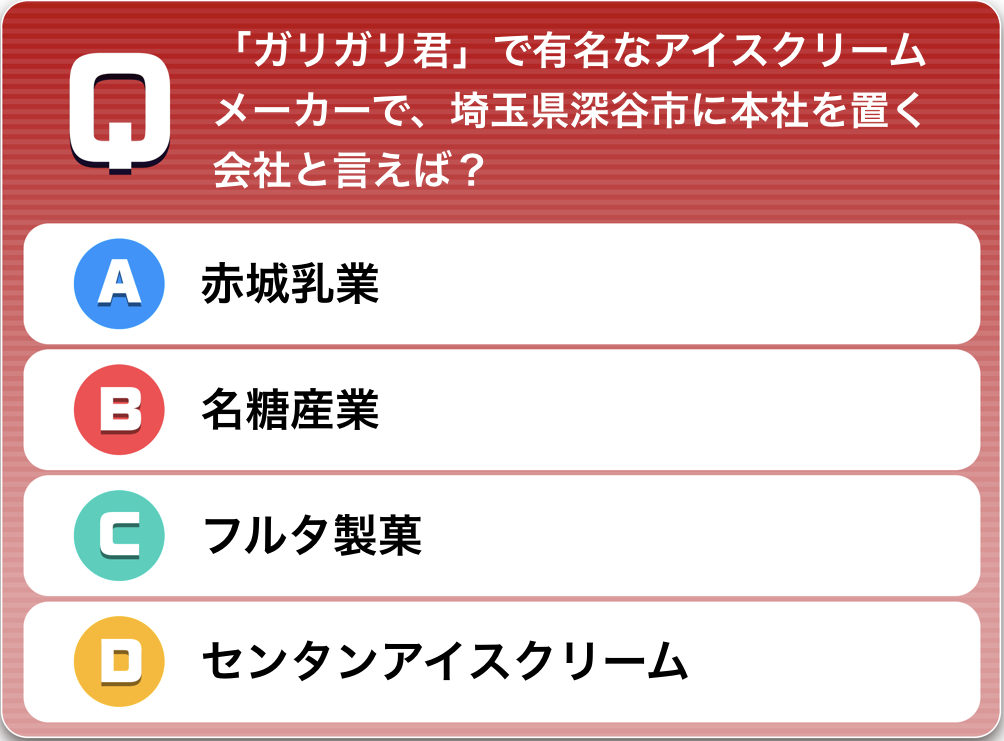 Q
「ガリガリ君」で有名なアイスクリーム
メーカーで、埼玉県深谷市に本社を置く
会社と言えば？
A 赤城乳業
B 名糖産業
C フルタ製菓
D センタンアイスクリーム